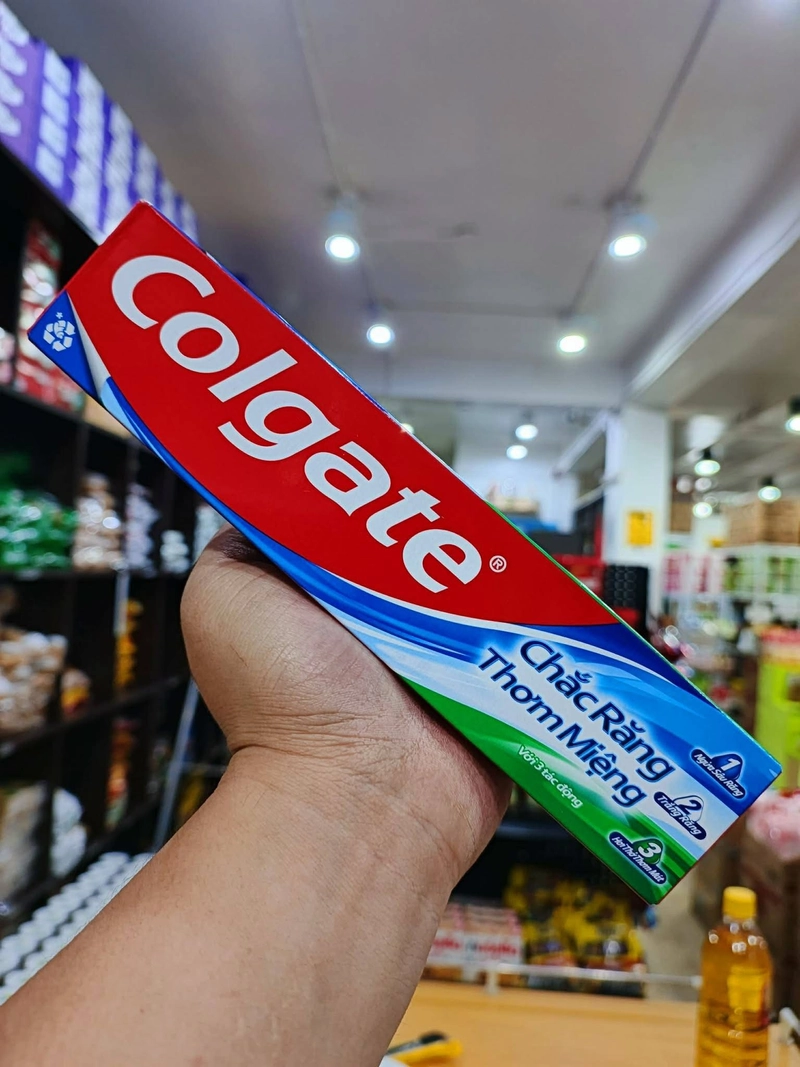 Colgate®
Chắc Răng
Thơm Miệng
Với 3 tác động
1
Ngừa Sâu Răng
2
Trắng Răng
3
Hơi Thở Thơm Mát